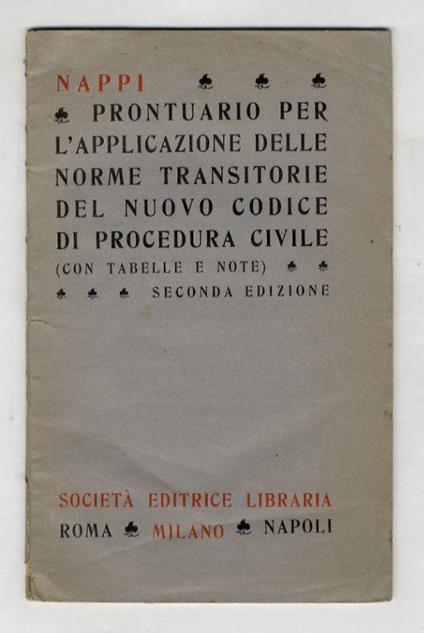 NAPPI
PRONTUARIO PER
L'APPLICAZIONE DELLE
NORME TRANSITORIE
DEL NUOVO CODICE
DI PROCEDURA CIVILE
(CON TABELLE E NOTE)
SECONDA EDIZIONE
SOCIETÀ EDITRICE LIBRARIA
ROMA MILANO NAPOLI